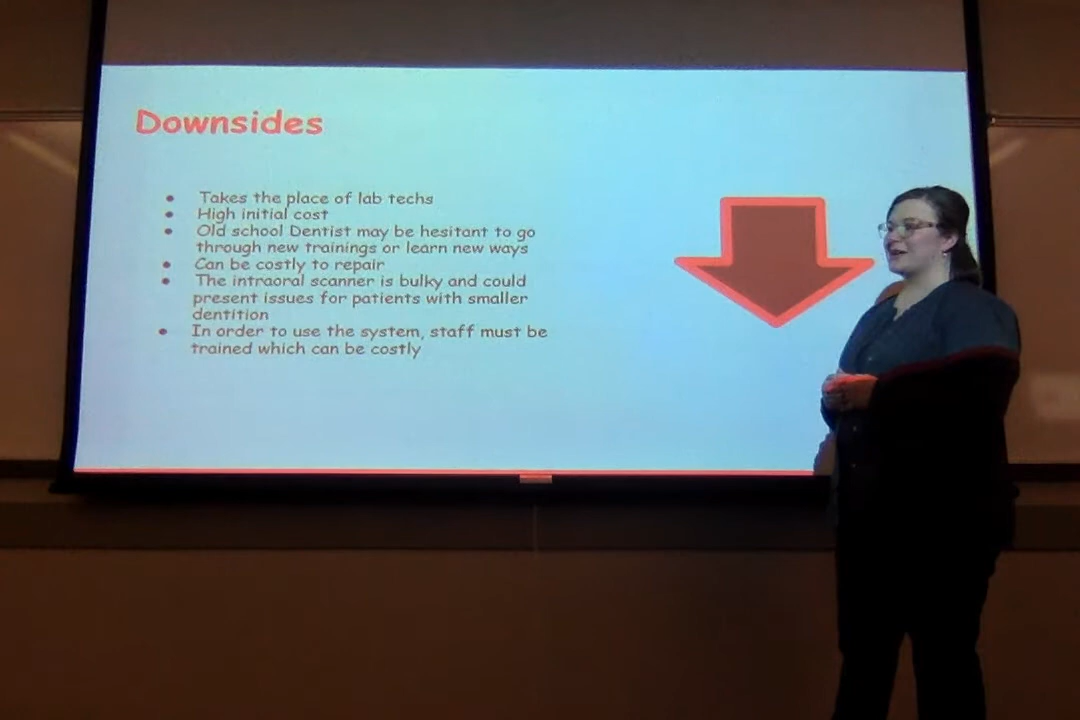 Downsides
● Takes the place of lab techs
● High initial cost
● Old school Dentist may be hesitant to go
through new trainings or learn new ways
● Can be costly to repair
● The intraoral scanner is bulky and could
present issues for patients with smaller
dentition
● In order to use the system, staff must be
trained which can be costly